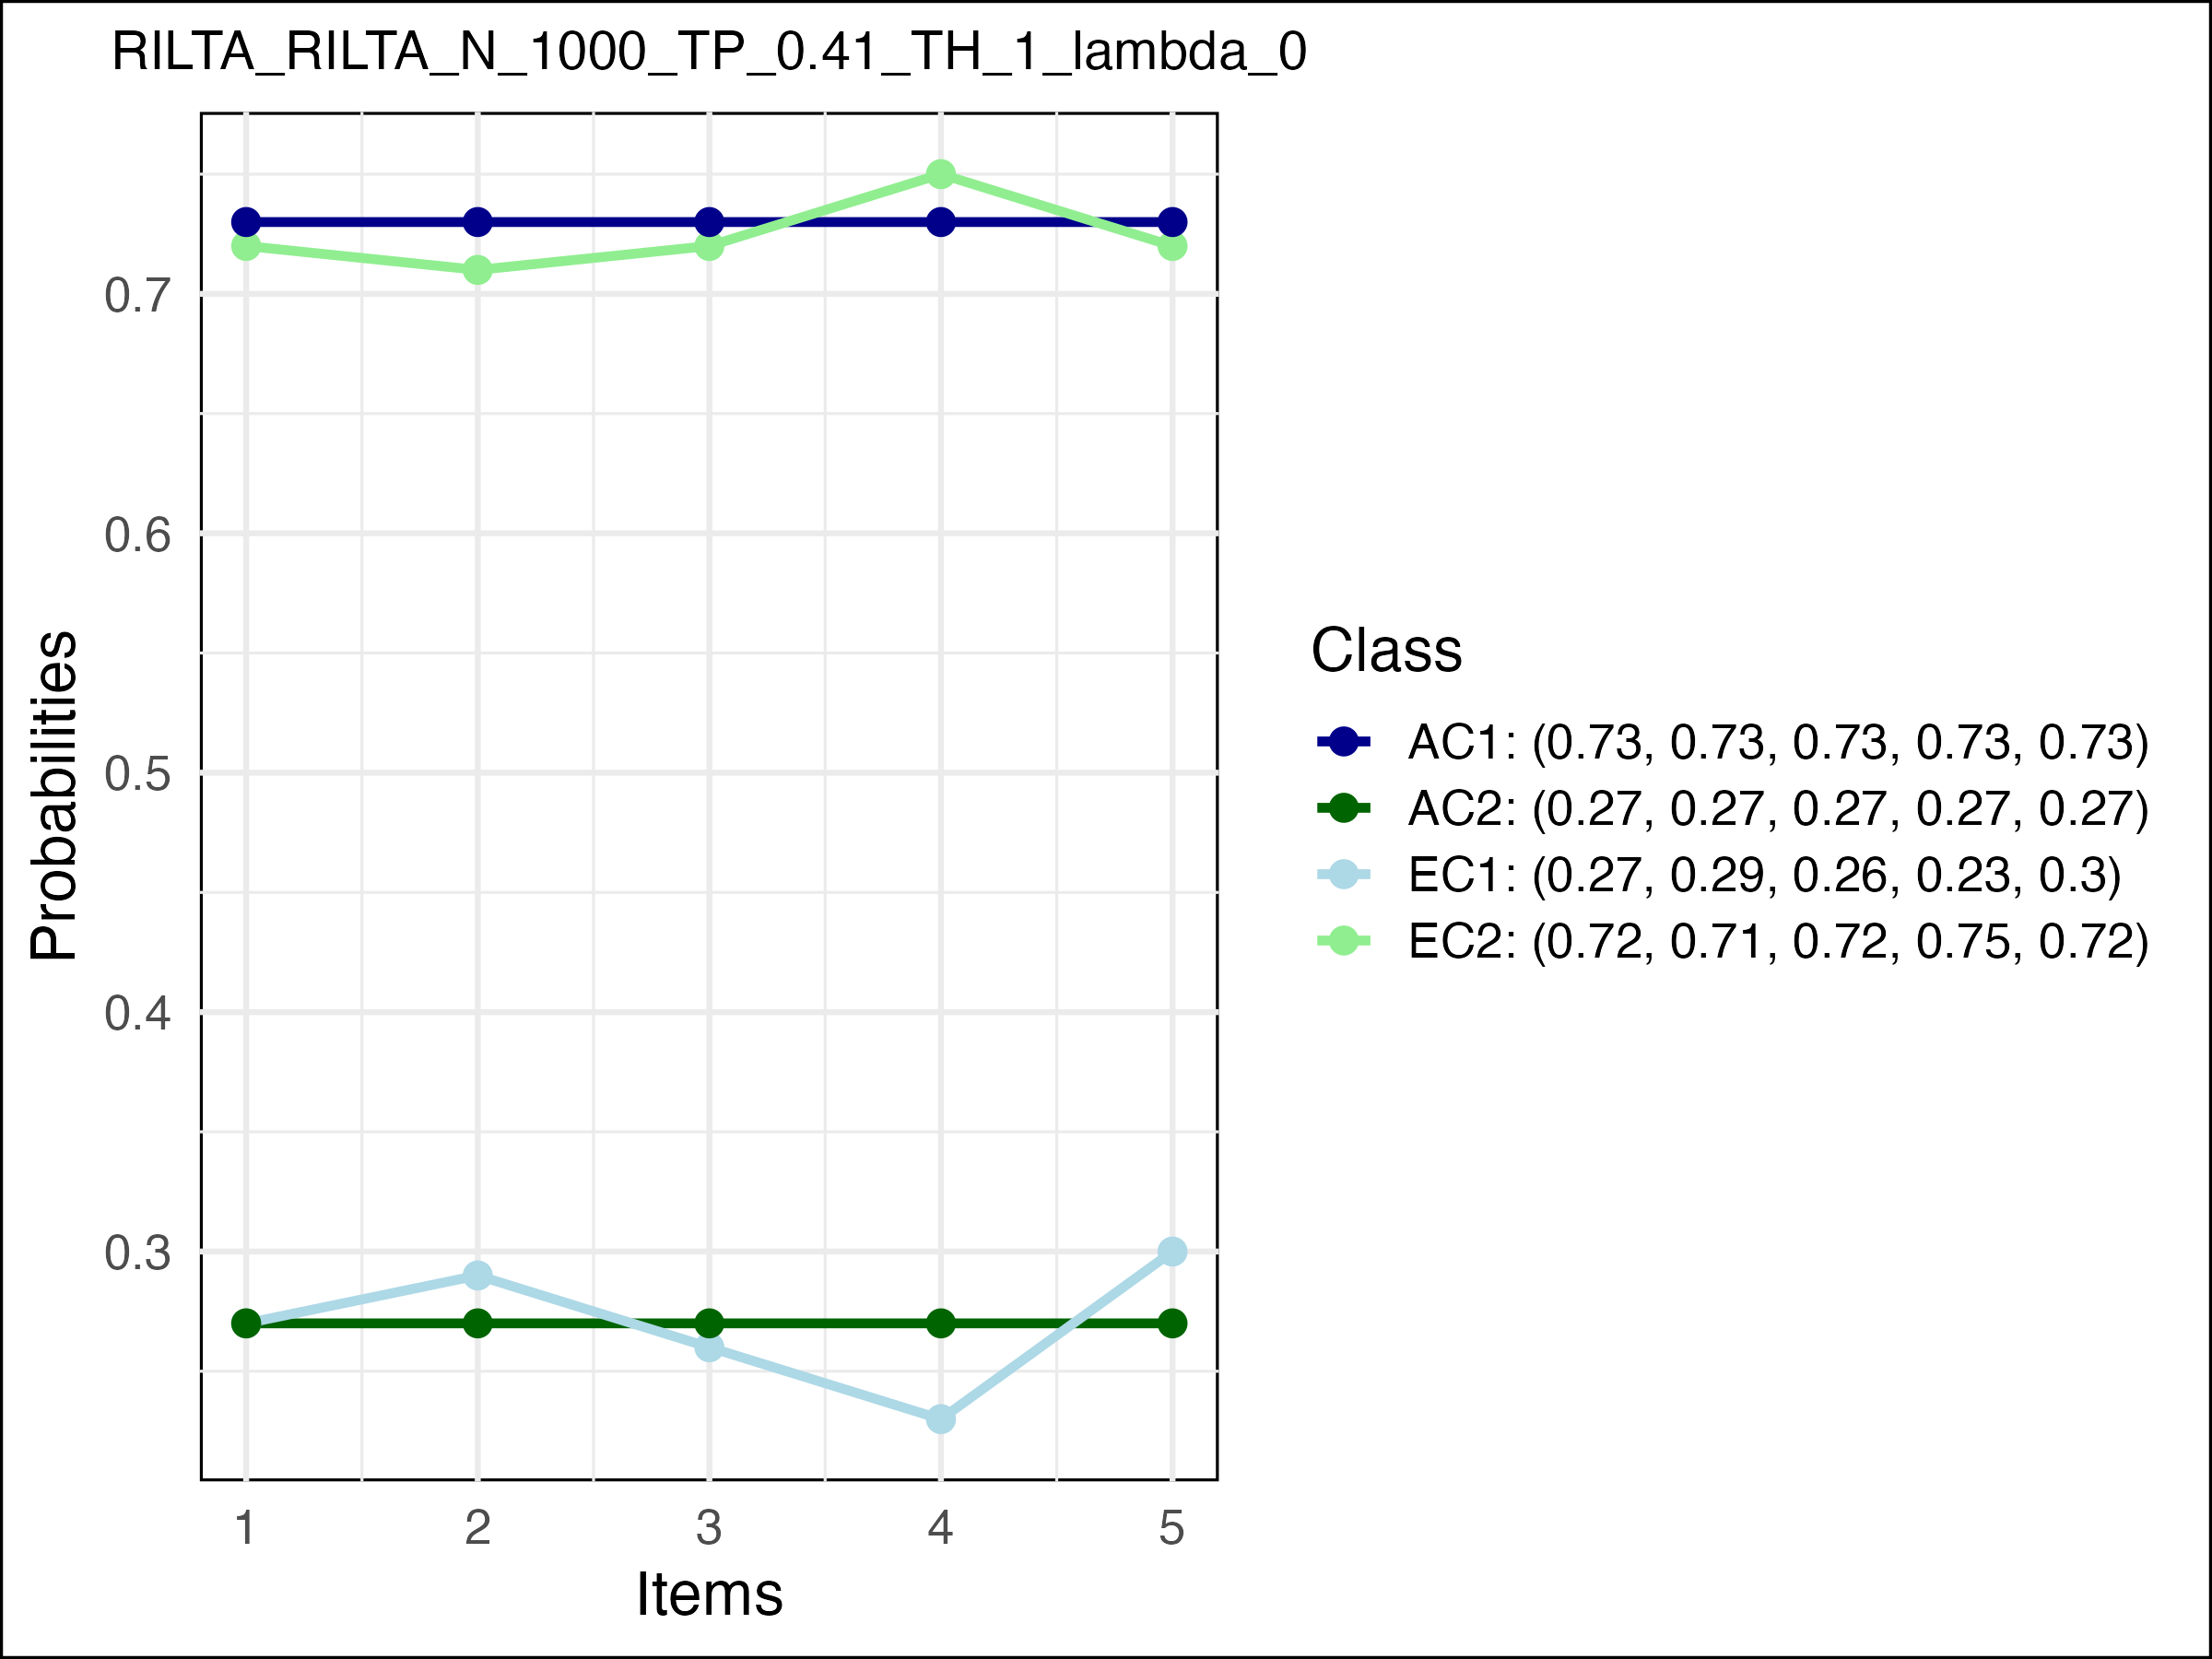 RILTA_RILTA_N_1000_TP_0.41_TH_1_lambda_0
Probabilities
0.7
0.6
0.5
0.4
0.3
1 2 3 4 5
Items
Class
AC1: (0.73, 0.73, 0.73, 0.73, 0.73)
AC2: (0.27, 0.27, 0.27, 0.27, 0.27)
EC1: (0.27, 0.29, 0.26, 0.23, 0.3)
EC2: (0.72, 0.71, 0.72, 0.75, 0.72)